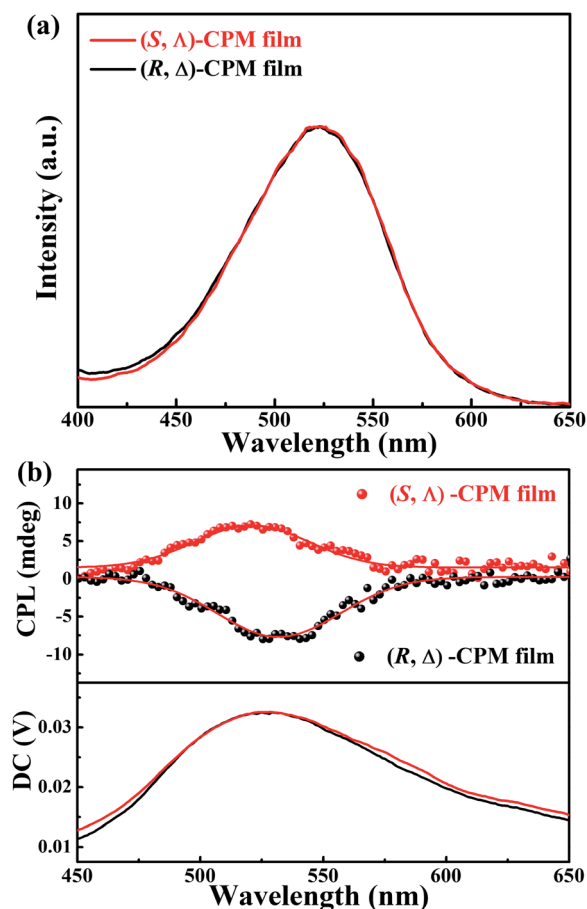 (a)
(S, Λ)-CPM film
(R, Δ)-CPM film
Intensity (a.u.)
400 450 500 550 600 650
Wavelength (nm)
(b)
(S, Λ) -CPM film
10
5
0
-5
-10
CPL (mdeg)
(R, Δ) -CPM film
0.03
0.02
0.01
DC (V)
450 500 550 600 650
Wavelength (nm)